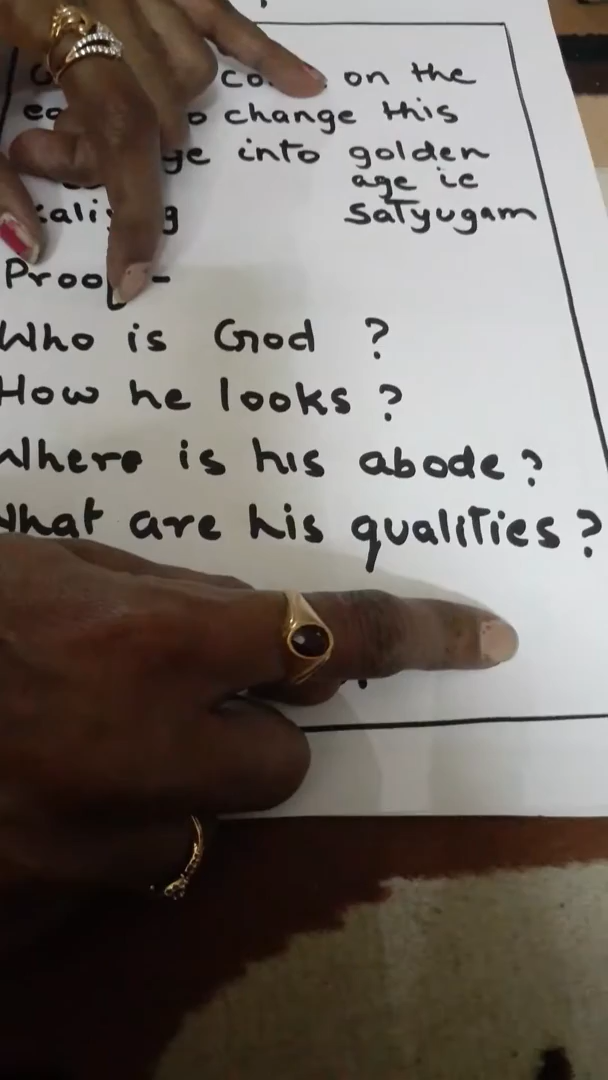 on the
change this
into golden
age ie
Satyugam
Proof -
Who is God ?
How he looks ?
Where is his abode ?
What are his qualities ?